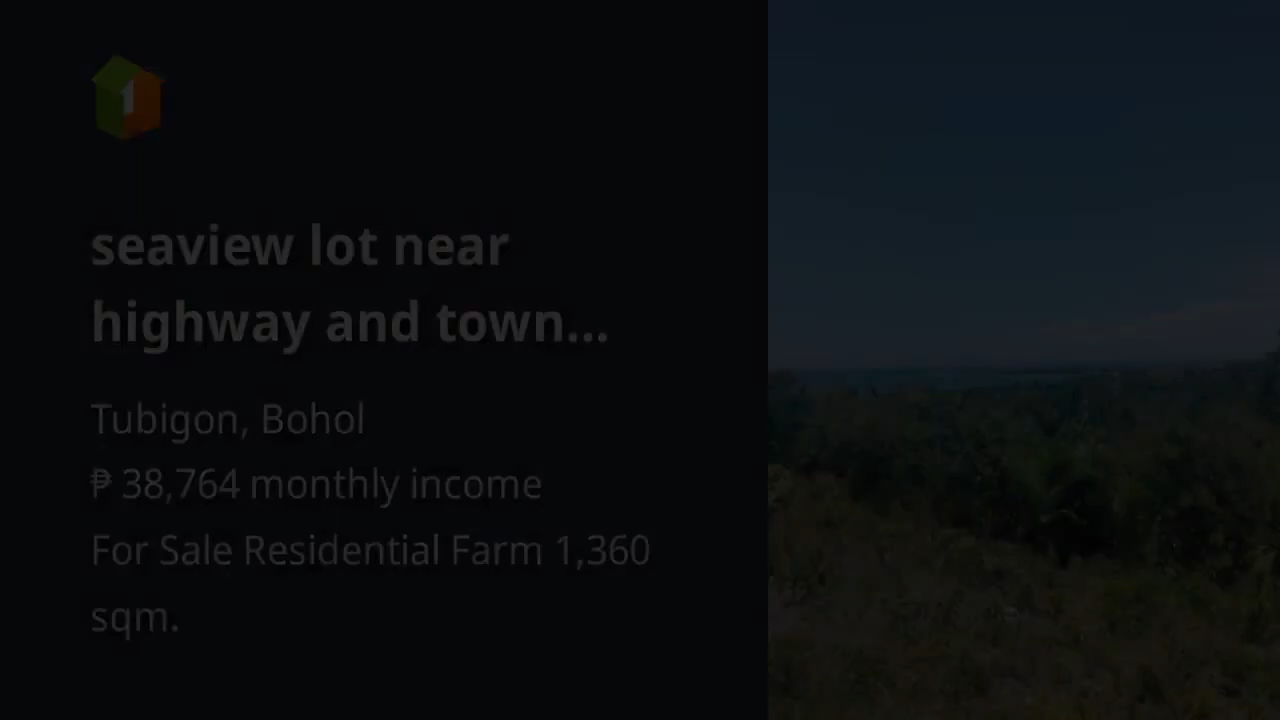 seaview lot near
highway and town...
Tubigon, Bohol
₱ 38,764 monthly income
For Sale Residential Farm 1,360
sqm.